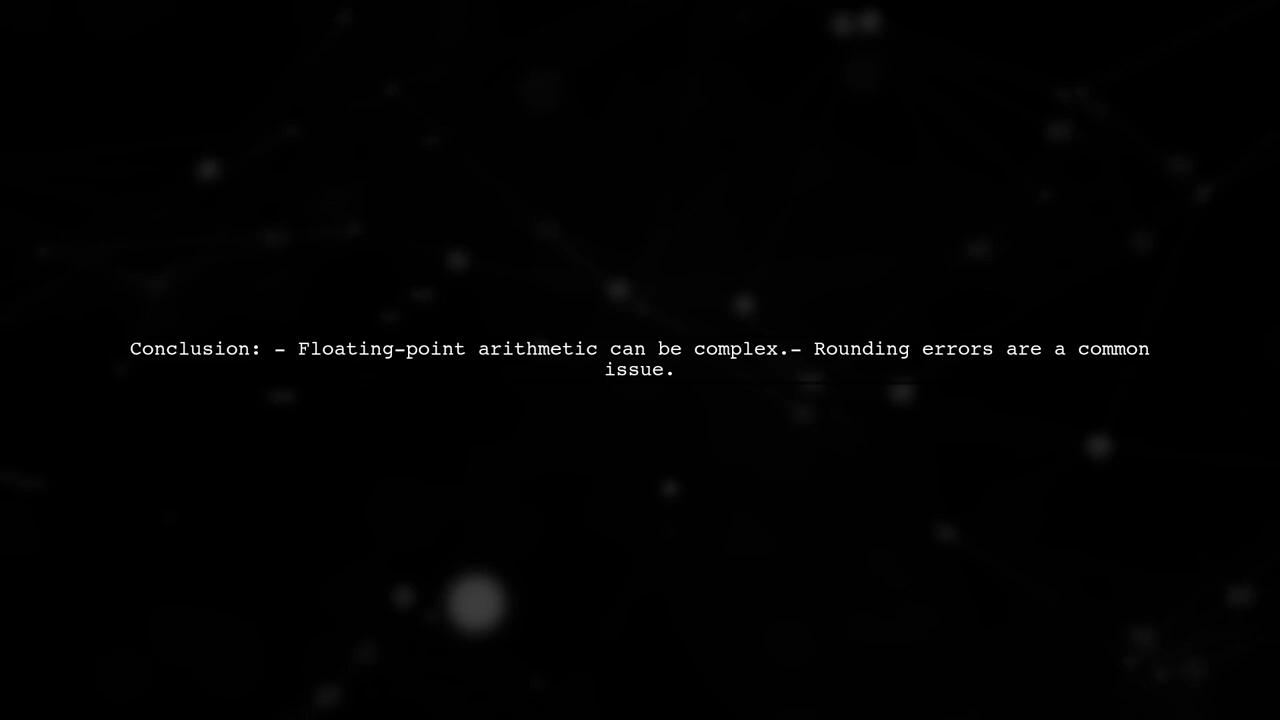 Conclusion: - Floating-point arithmetic can be complex.- Rounding errors are a common
issue.